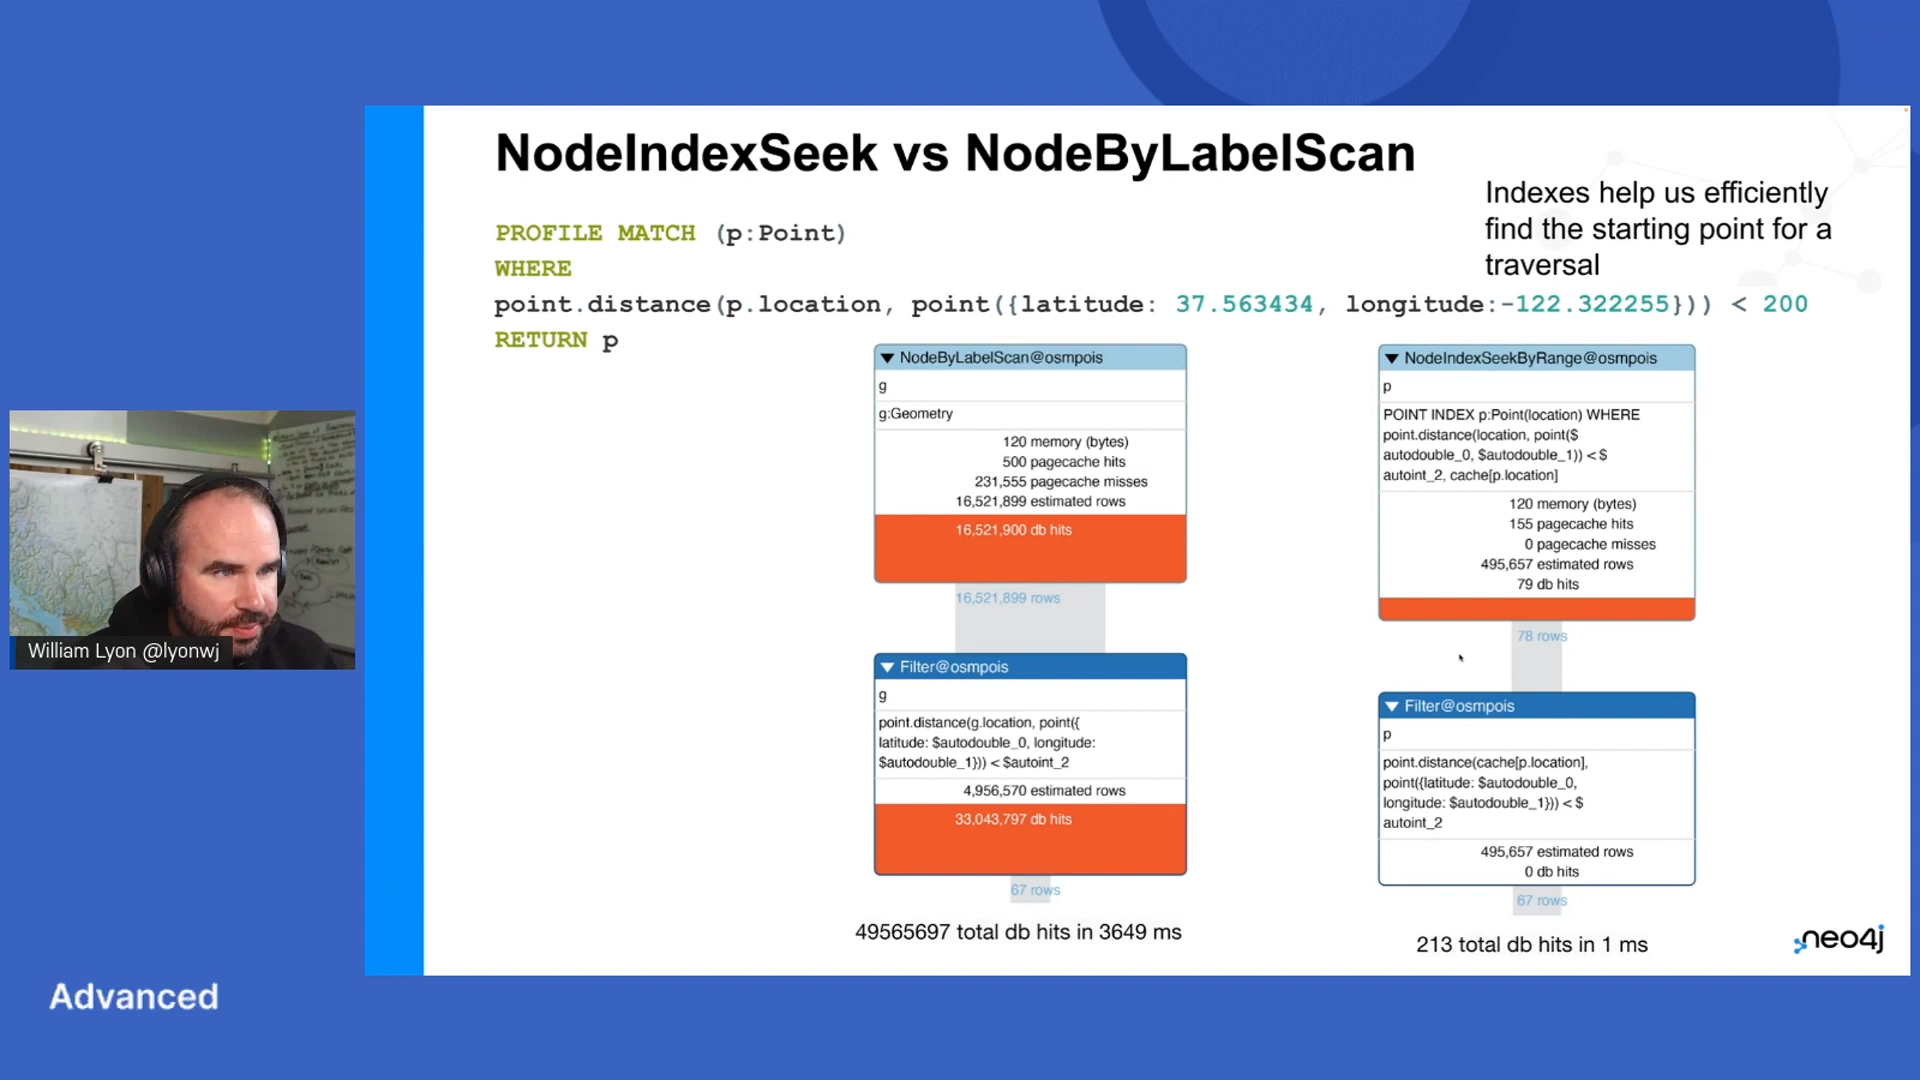 NodeIndexSeek vs NodeByLabelScan
Indexes help us efficiently
find the starting point for a
traversal
PROFILE MATCH (p:Point)
WHERE
point.distance(p.location, point({latitude: 37.563434, longitude:-122.322255})) < 200
RETURN p
NodeByLabelScan@osmpois
g
g:Geometry
120 memory (bytes)
500 pagecache hits
231,555 pagecache misses
16,521,899 estimated rows
16,521,900 db hits
16,521,899 rows
Filter@osmpois
g
point.distance(g.location, point({
latitude: $autodouble_0, longitude:
$autodouble_1})) < $autoint_2
4,956,570 estimated rows
33,043,797 db hits
67 rows
49565697 total db hits in 3649 ms
NodeIndexSeekByRange@osmpois
p
POINT INDEX p:Point(location) WHERE
point.distance(location, point($
autodouble_0, $autodouble_1)) < $
autoint_2, cache[p.location]
120 memory (bytes)
155 pagecache hits
0 pagecache misses
495,657 estimated rows
79 db hits
78 rows
Filter@osmpois
p
point.distance(cache[p.location],
point({latitude: $autodouble_0,
longitude: $autodouble_1})) < $
autoint_2
495,657 estimated rows
0 db hits
67 rows
213 total db hits in 1 ms
neo4j
William Lyon @lyonwj
Advanced